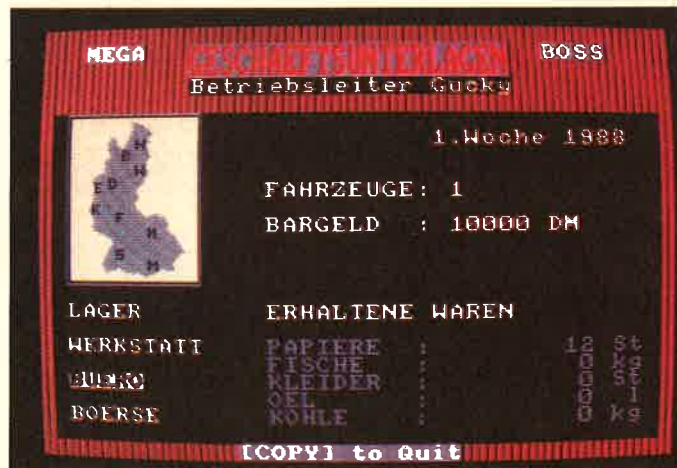 MEGA BOSS
Betriebsleiter Gucky
1.Woche 1988
E D
K F
S
M
FAHRZEUGE: 1
BARGELD : 10000 DM
LAGER
WERKSTATT
BUERO
BOERSE
ERHALTENE WAREN
PAPIERE : 12 St
FISCHE : 0 kg
KLEIDER : 0 St
OEL : 0 l
KOHLE : 0 kg
[COPY] to Quit